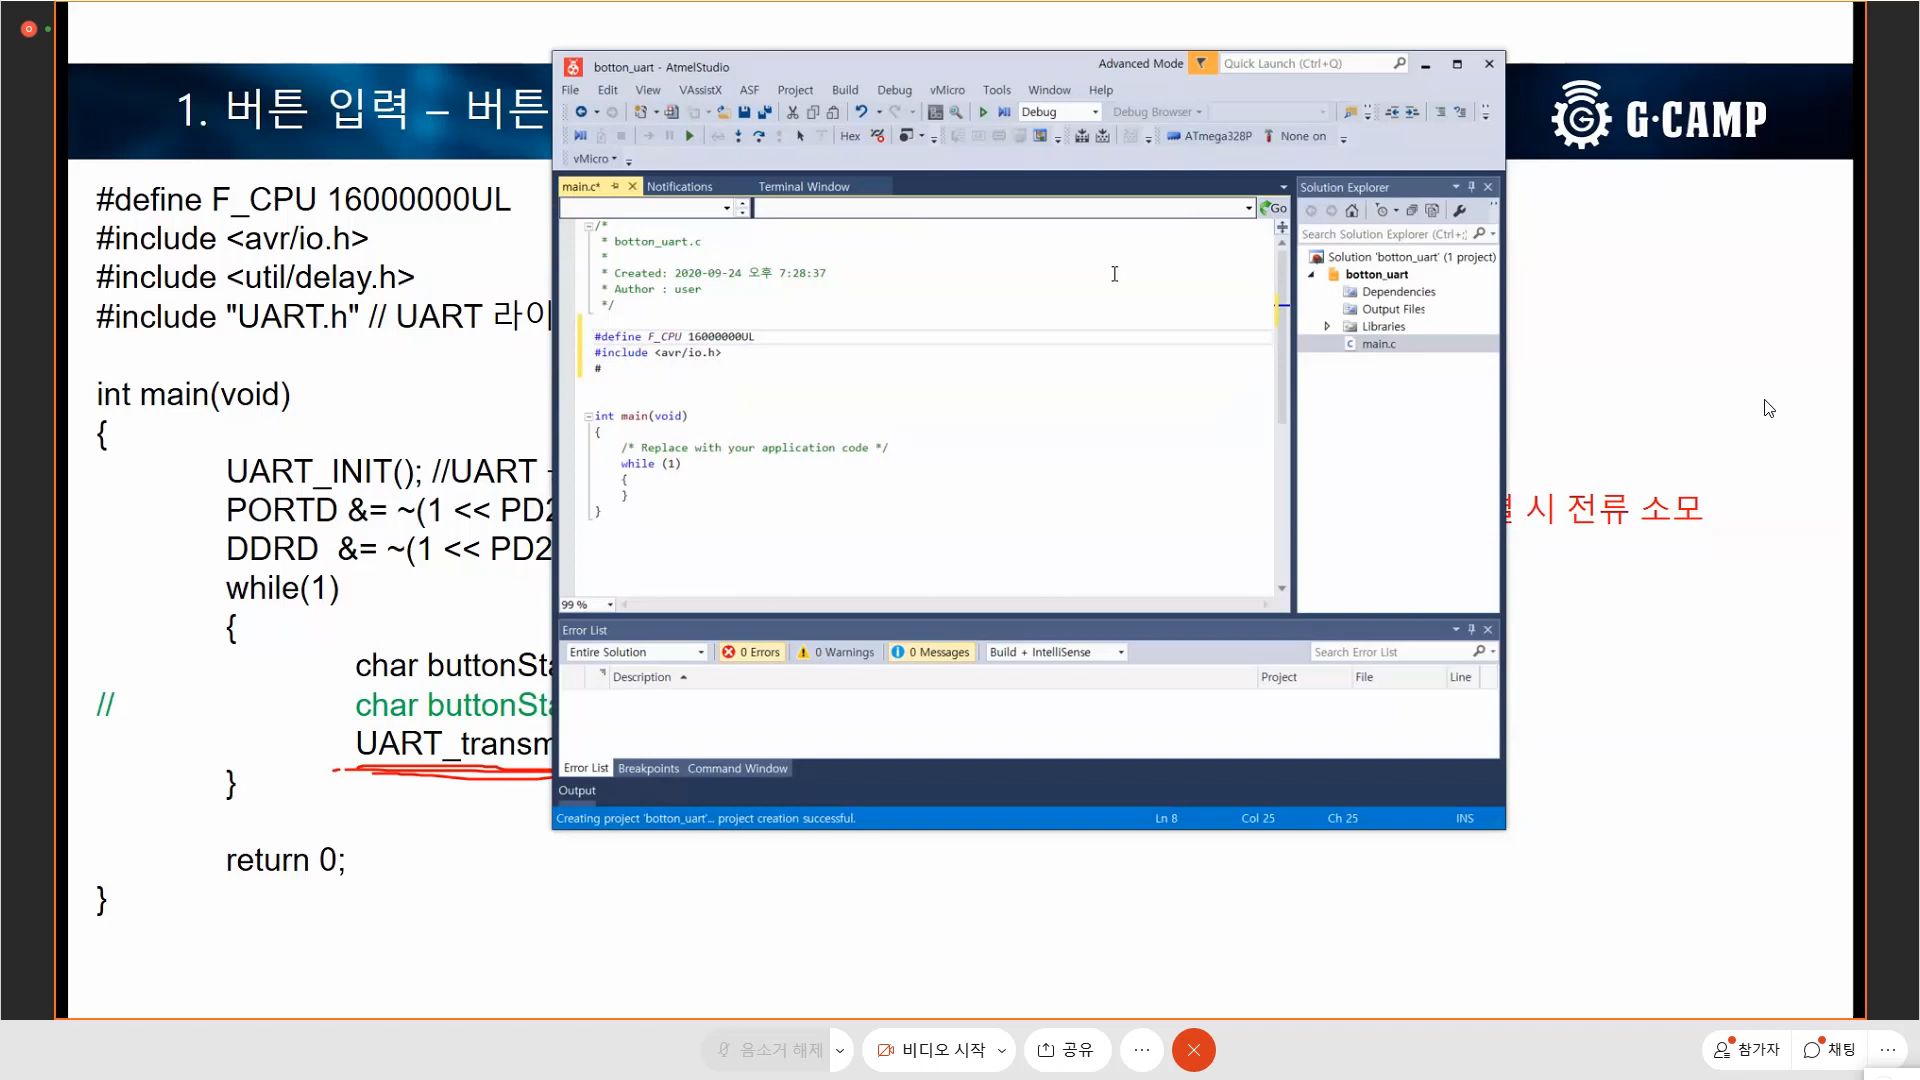 1. 버튼 입력 – 버튼
G·CAMP
#define F_CPU 16000000UL
#include <avr/io.h>
#include <util/delay.h>
#include "UART.h" // UART 라이
int main(void)
{
UART_INIT(); //UART
PORTD &= ~(1 << PD2
DDRD &= ~(1 << PD2
while(1)
{
char buttonSta
// char buttonSta
UART_transm
}
return 0;
}
시 전류 소모
botton_uart - AtmelStudio
Advanced Mode
Quick Launch (Ctrl+Q)
File Edit View VAssistX ASF Project Build Debug vMicro Tools Window Help
Debug
Debug Browser
Hex
ATmega328P
None on
vMicro
main.c*
Notifications
Terminal Window
Go
/*
* botton_uart.c
*
* Created: 2020-09-24 오후 7:28:37
* Author : user
*/
#define F_CPU 16000000UL
#include <avr/io.h>
#
int main(void)
{
/* Replace with your application code */
while (1)
{
}
}
99 %
Solution Explorer
Search Solution Explorer (Ctrl+;)
Solution 'botton_uart' (1 project)
botton_uart
Dependencies
Output Files
Libraries
main.c
Error List
Entire Solution
0 Errors
0 Warnings
0 Messages
Build + IntelliSense
Search Error List
Description
Project
File
Line
Error List
Breakpoints
Command Window
Output
Creating project 'botton_uart'... project creation successful.
Ln 8
Col 25
Ch 25
INS
음소거 해제
비디오 시작
공유
참가자
채팅